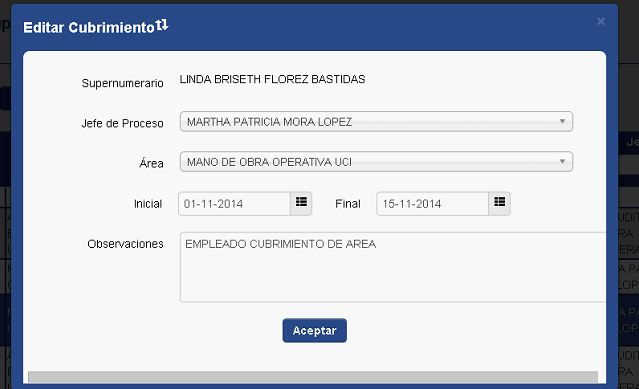 Editar Cubrimiento
×
Supernumerario LINDA BRISETH FLOREZ BASTIDAS
Jefe de Proceso MARTHA PATRICIA MORA LOPEZ
Área MANO DE OBRA OPERATIVA UCI
Inicial 01-11-2014 Final 15-11-2014
Observaciones EMPLEADO CUBRIMIENTO DE AREA
Aceptar